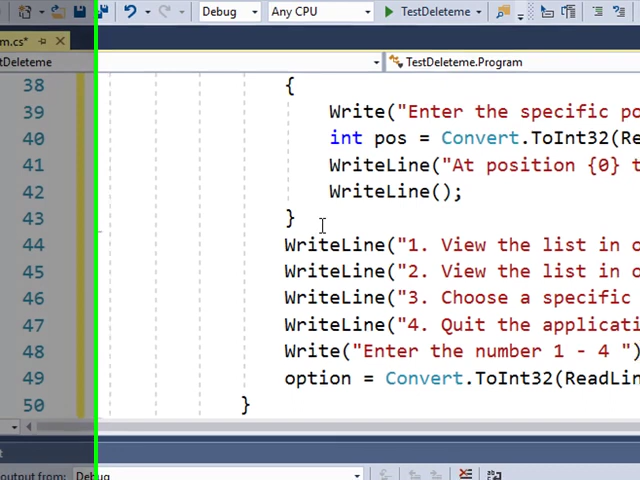 Debug Any CPU TestDeleteme
m.cs*
TestDeleteme TestDeleteme.Program
38 {
39 Write("Enter the specific po
40 int pos = Convert.ToInt32(Re
41 WriteLine("At position {0} t
42 WriteLine();
43 }
44 WriteLine("1. View the list in o
45 WriteLine("2. View the list in o
46 WriteLine("3. Choose a specific
47 WriteLine("4. Quit the applicati
48 Write("Enter the number 1 - 4 ")
49 option = Convert.ToInt32(ReadLin
50 }
t
output from: Debug